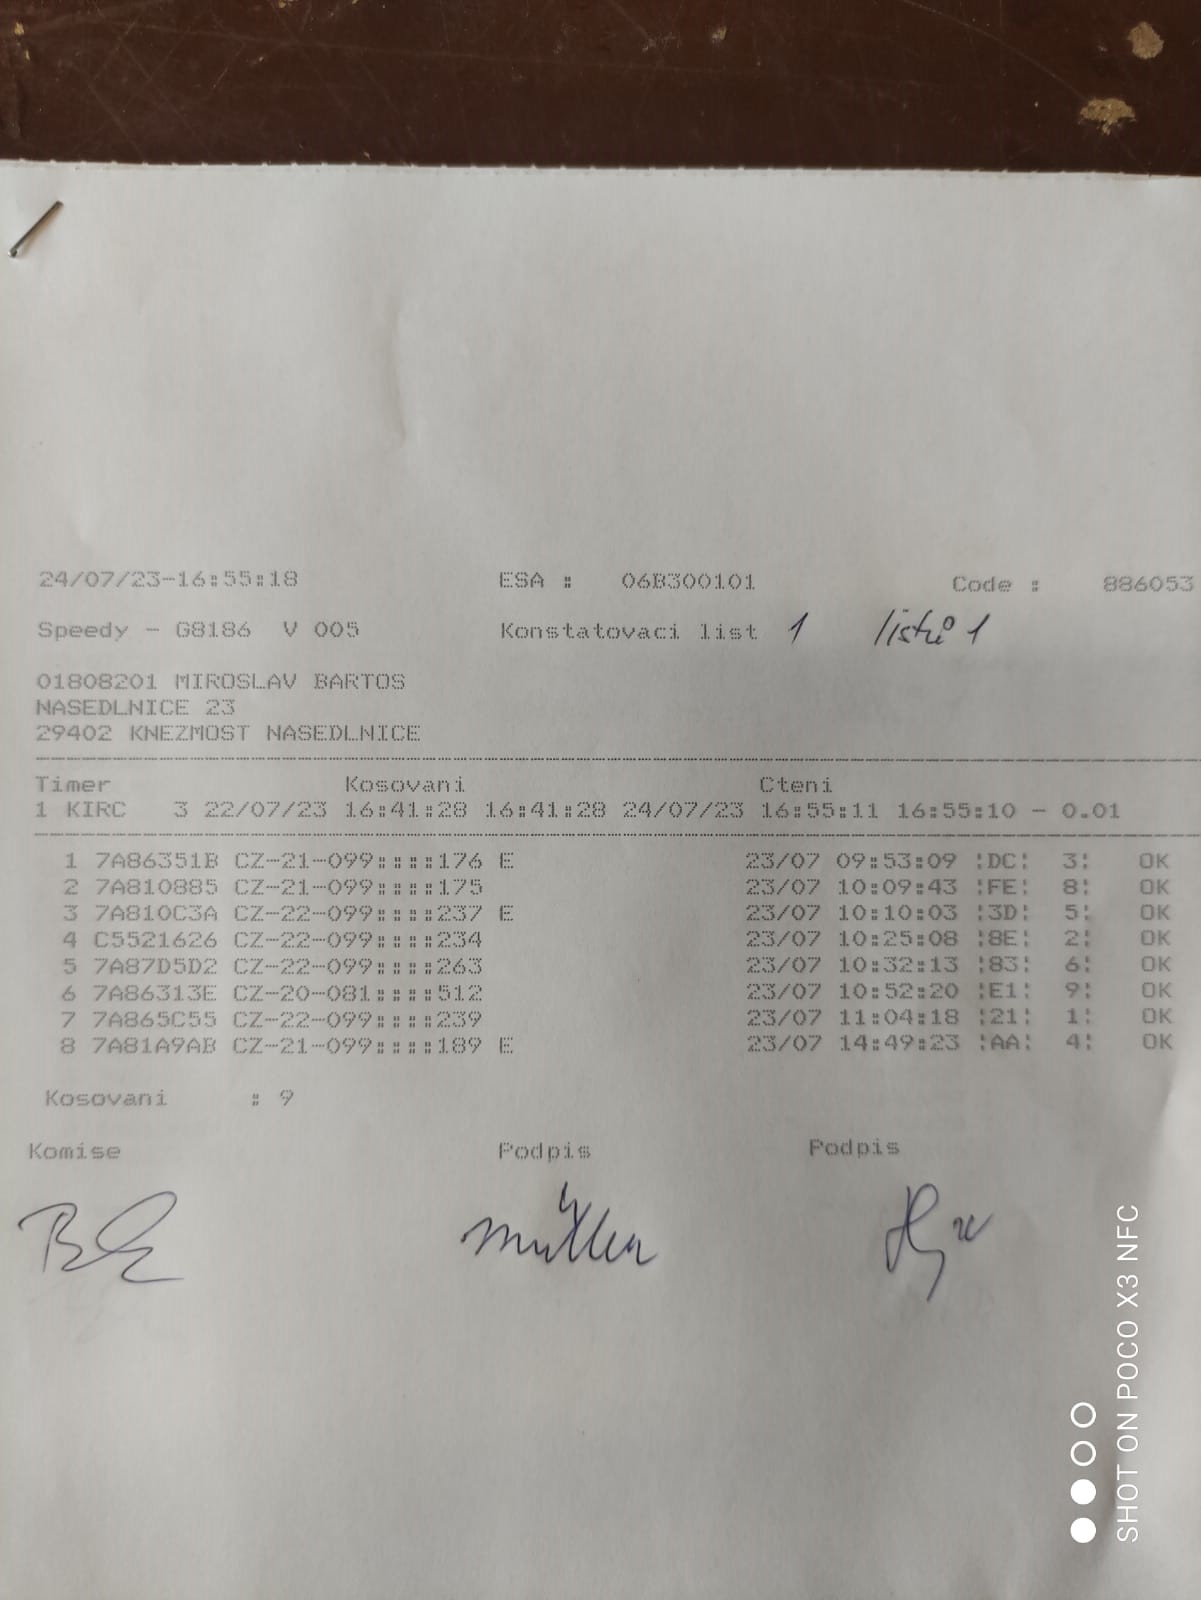 24/07/23-16:55:18 ESA : 06B300101 Code : 886053
Speedy - G8186 V 005 Konstatovaci list 1 listů 1
01808201 MIROSLAV BARTOS
NASEDLNICE 23
29402 KNEZMOST NASEDLNICE
Timer Kosovani Cteni
1 KIRC 3 22/07/23 16:41:28 16:41:28 24/07/23 16:55:11 16:55:10 - 0.01
1 7A86351B CZ-21-099::::176 E 23/07 09:53:09 ¦DC¦ 3¦ OK
2 7A810885 CZ-21-099::::175 23/07 10:09:43 ¦FE¦ 8¦ OK
3 7A810C3A CZ-22-099::::237 E 23/07 10:10:03 ¦3D¦ 5¦ OK
4 C5521626 CZ-22-099::::234 23/07 10:25:08 ¦8E¦ 2¦ OK
5 7A87D5D2 CZ-22-099::::263 23/07 10:32:13 ¦83¦ 6¦ OK
6 7A86313E CZ-20-081::::512 23/07 10:52:20 ¦E1¦ 9¦ OK
7 7A865C55 CZ-22-099::::239 23/07 11:04:18 ¦21¦ 1¦ OK
8 7A81A9AB CZ-21-099::::189 E 23/07 14:49:23 ¦AA¦ 4¦ OK
Kosovani : 9
Komise Podpis Podpis
Müller
SHOT ON POCO X3 NFC